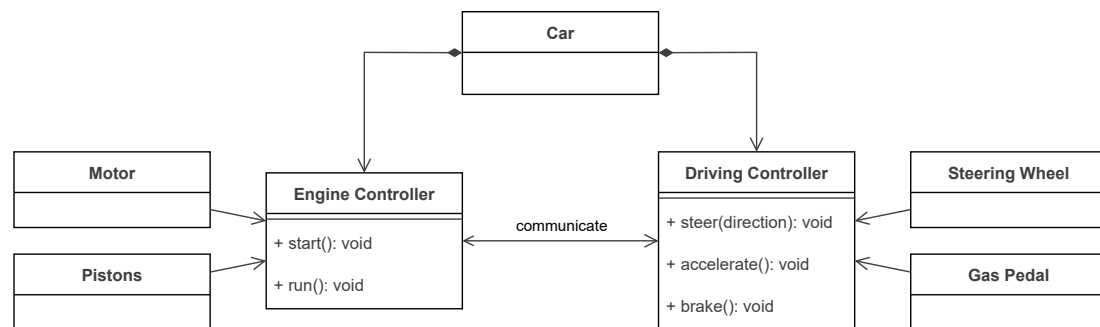 Car
Motor
Engine Controller
+ start(): void
+ run(): void
Pistons
communicate
Driving Controller
+ steer(direction): void
+ accelerate(): void
+ brake(): void
Steering Wheel
Gas Pedal